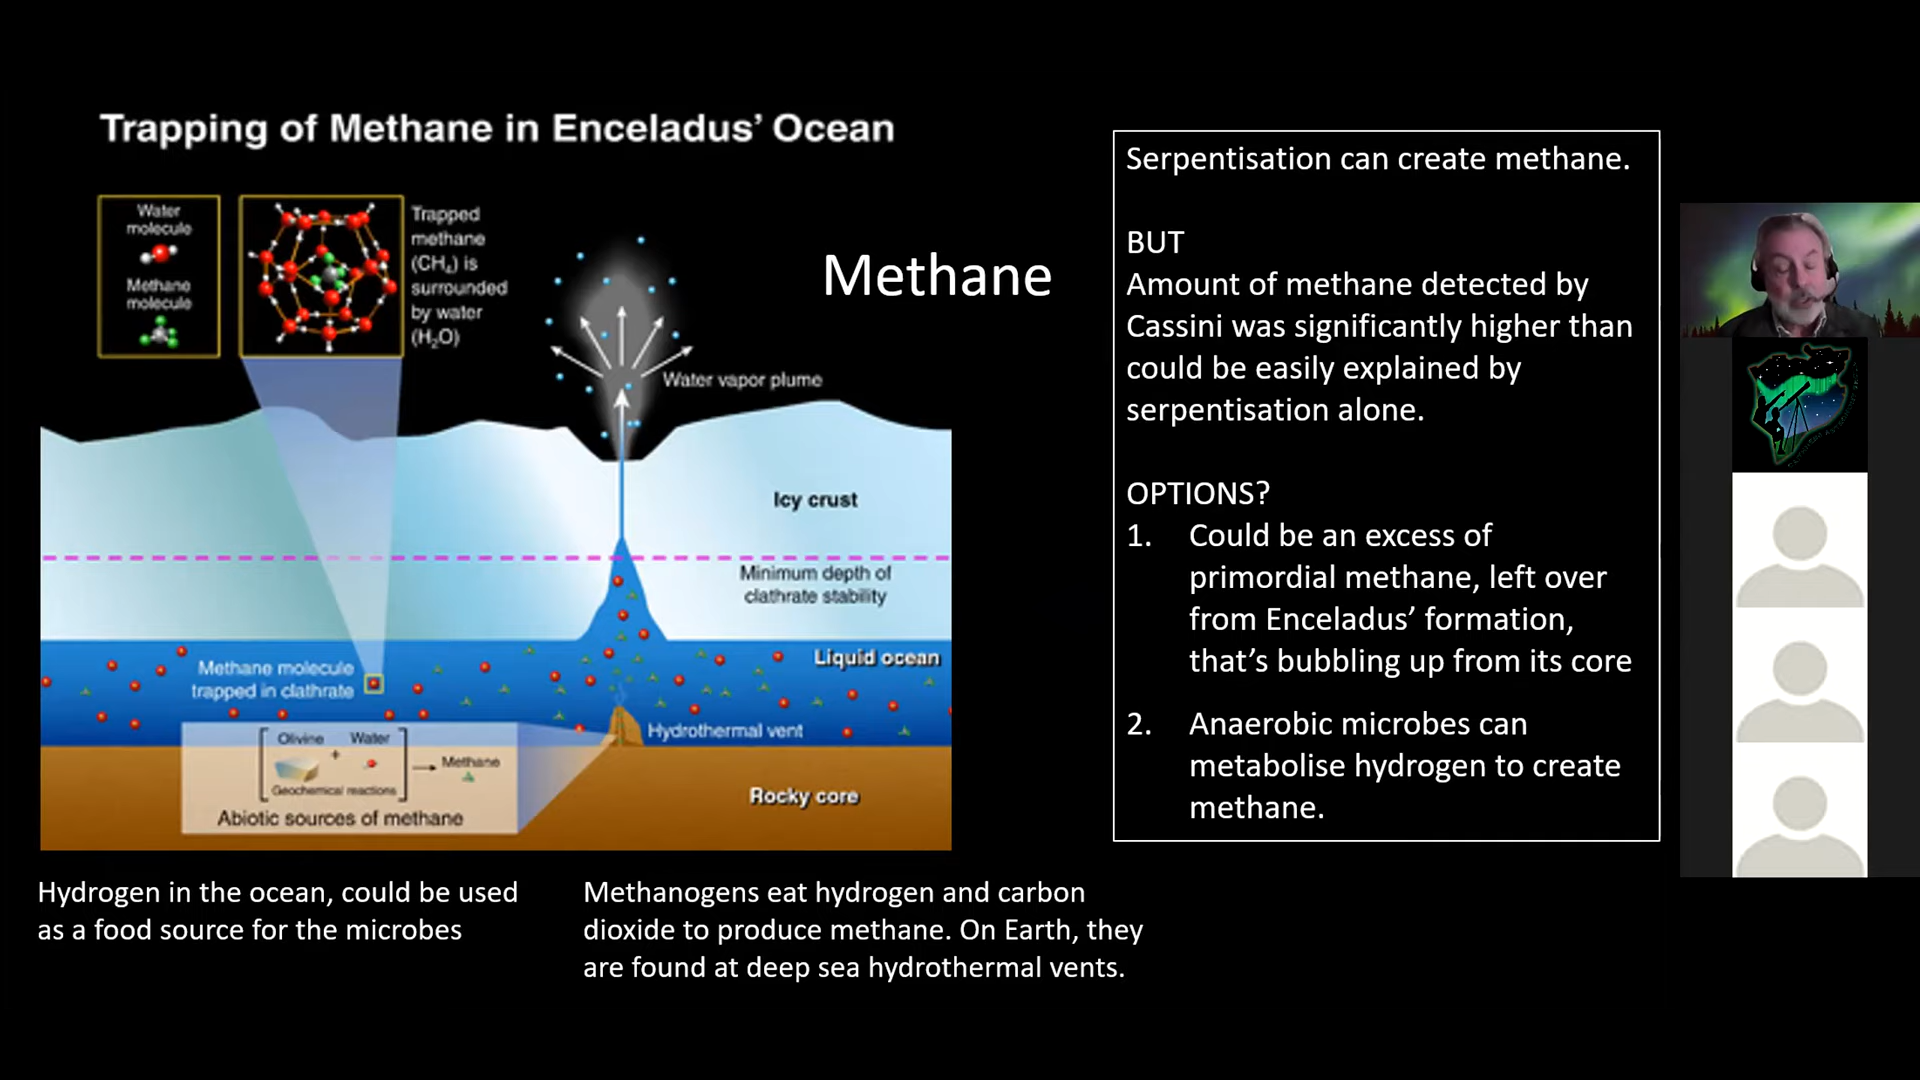 Trapping of Methane in Enceladus’ Ocean
Water
molecule
Methane
molecule
Trapped
methane
(CH₄) is
surrounded
by water
(H₂O)
Methane
Water vapor plume
Icy crust
Minimum depth of
clathrate stability
Liquid ocean
Methane molecule
trapped in clathrate
Hydrothermal vent
Olivine + Water
Methane
Geochemical reactions
Abiotic sources of methane
Rocky core
Hydrogen in the ocean, could be used
as a food source for the microbes
Methanogens eat hydrogen and carbon
dioxide to produce methane. On Earth, they
are found at deep sea hydrothermal vents.
Serpentisation can create methane.
BUT
Amount of methane detected by
Cassini was significantly higher than
could be easily explained by
serpentisation alone.
OPTIONS?
1. Could be an excess of
primordial methane, left over
from Enceladus’ formation,
that’s bubbling up from its core
2. Anaerobic microbes can
metabolise hydrogen to create
methane.